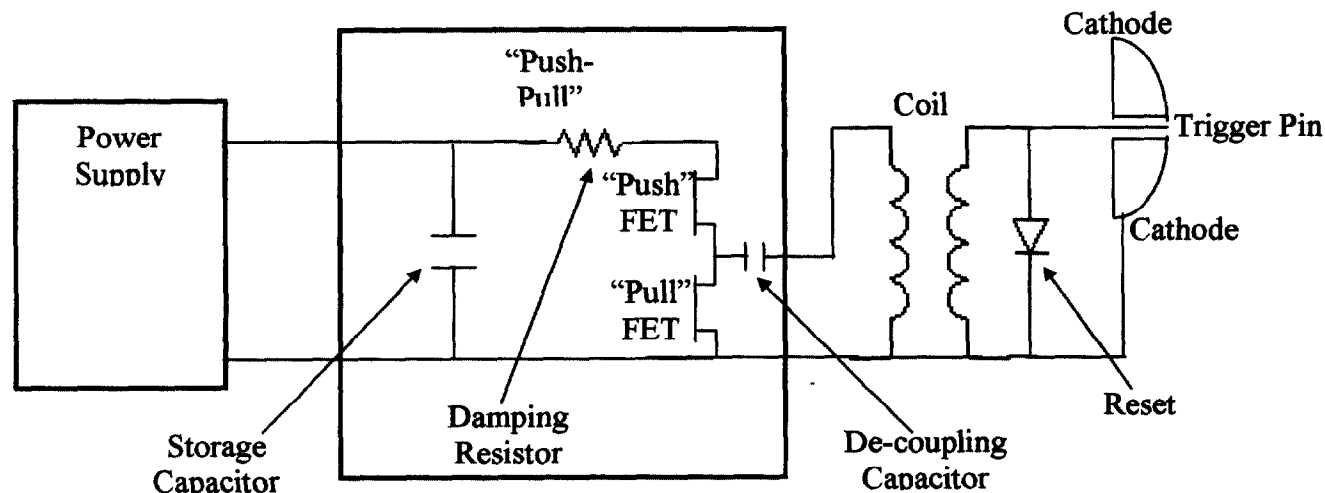 Cathode
"Push-
Pull"
Coil
Power
Supply
Trigger Pin
"Push"
FET
Cathode
"Pull"
FET
Reset
Damping
Resistor
Storage
Capacitor
De-coupling
Capacitor